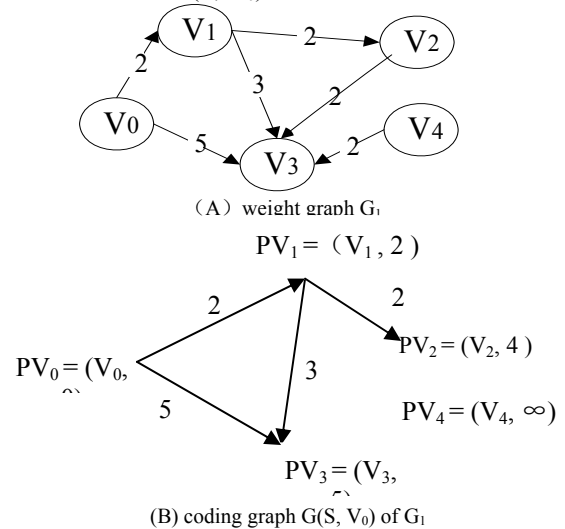 V1
2
V2
2
3
2
V0
5
V4
2
V3
（A）weight graph G1
PV1 = （V1 , 2 )
2
2
PV2 = (V2, 4 )
PV0 = (V0,
3
5
PV4 = (V4, ∞)
PV3 = (V3,
(B) coding graph G(S, V0) of G1